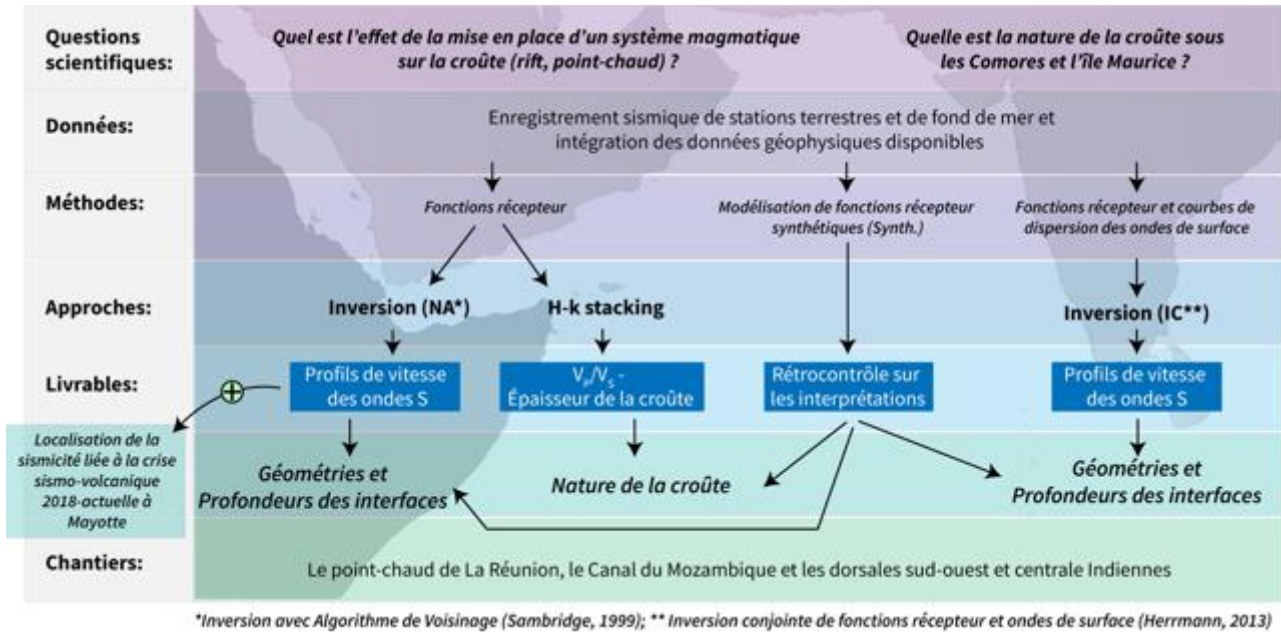 Questions
scientifiques:
Quel est l'effet de la mise en place d'un système magmatique
sur la croûte (rift, point-chaud) ?
Quelle est la nature de la croûte sous
les Comores et l'île Maurice ?
Données:
Enregistrement sismique de stations terrestres et de fond de mer et
intégration des données géophysiques disponibles
Méthodes:
Fonctions récepteur
Modélisation de fonctions récepteur
synthétiques (Synth.)
Fonctions récepteur et courbes de
dispersion des ondes de surface
Approches:
Inversion (NA*)
H-k stacking
Inversion (IC**)
Livrables:
Profils de vitesse
des ondes S
Vp/Vs -
Épaisseur de la croûte
Rétrocontrôle sur
les interprétations
Profils de vitesse
des ondes S
Localisation de la
sismicité liée à la crise
sismo-volcanique
2018-actuelle à
Mayotte
Géométries et
Profondeurs des interfaces
Nature de la croûte
Géométries et
Profondeurs des interfaces
Chantiers:
Le point-chaud de La Réunion, le Canal du Mozambique et les dorsales sud-ouest et centrale Indiennes
*Inversion avec Algorithme de Voisinage (Sambridge, 1999); ** Inversion conjointe de fonctions récepteur et ondes de surface (Herrmann, 2013)